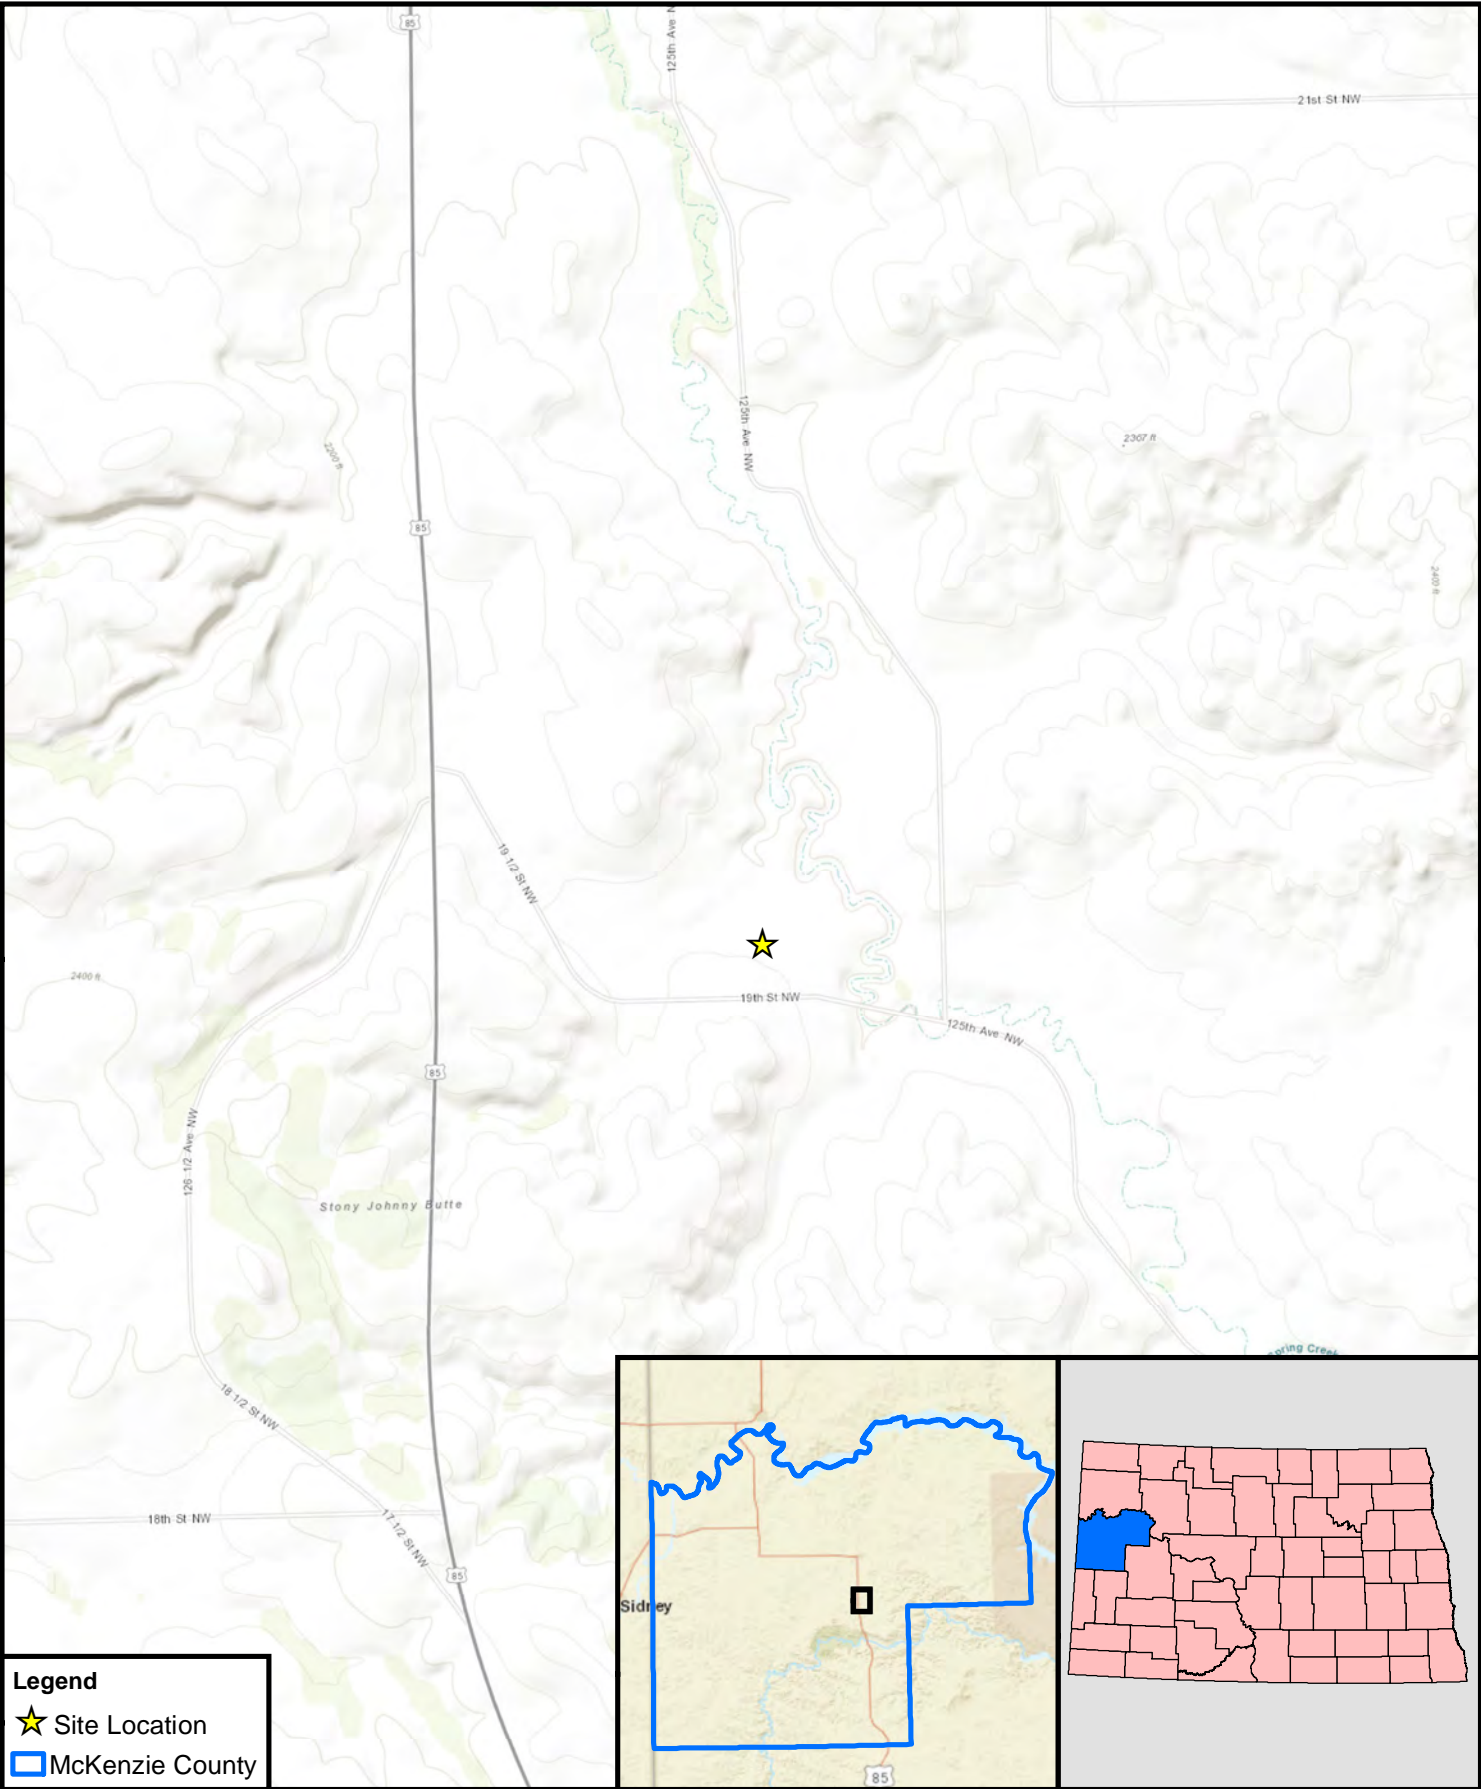 85
125th Ave N
21st St NW
125th Ave NW
2307 ft
2200 ft
85
2400 ft
19 1/2 St NW
2400 ft
19th St NW
125th Ave NW
85
126 1/2 Ave NW
Stony Johnny Butte
pring Creek
18 1/2 St NW
18th St NW
17 1/2 St NW
85
Sidney
85
Legend
Site Location
McKenzie County